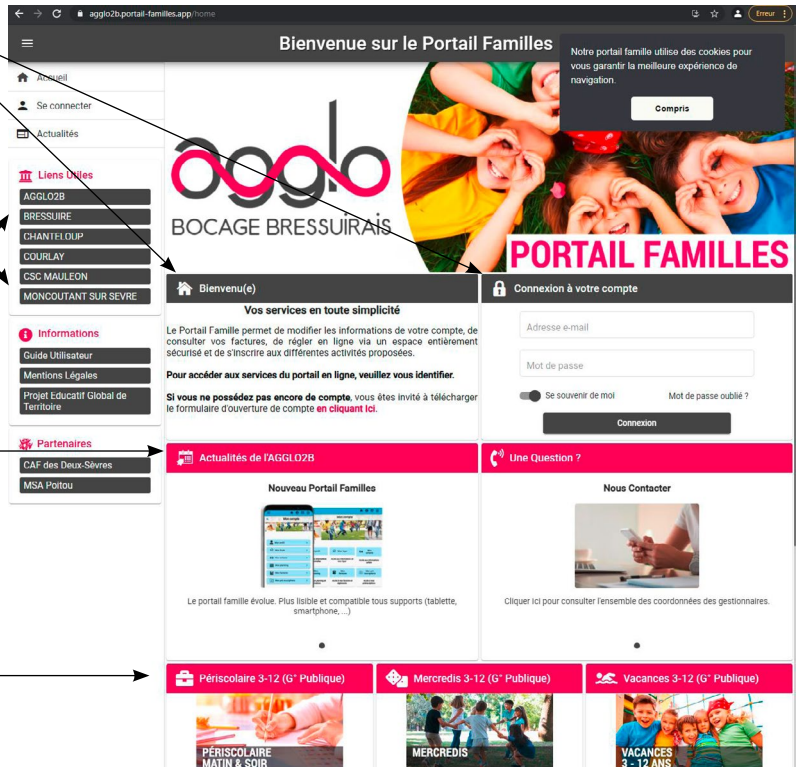 agglo2b.portail-familles.app/home
Erreur
Bienvenue sur le Portail Familles
Notre portail famille utilise des cookies pour
vous garantir la meilleure expérience de
navigation.
Compris
Accueil
Se connecter
Actualités
Liens Utiles
AGGLO2B
BRESSUIRE
CHANTELOUP
COURLAY
CSC MAULEON
MONCOUTANT SUR SEVRE
Informations
Guide Utilisateur
Mentions Légales
Projet Educatif Global de
Territoire
Partenaires
CAF des Deux-Sèvres
MSA Poitou
agglo
BOCAGE BRESSUIRAIS
PORTAIL FAMILLES
Bienvenu(e)
Vos services en toute simplicité
Le Portail Famille permet de modifier les informations de votre compte, de
consulter vos factures, de régler en ligne via un espace entièrement
sécurisé et de s'inscrire aux différentes activités proposées.
Pour accéder aux services du portail en ligne, veuillez vous identifier.
Si vous ne possédez pas encore de compte, vous êtes invité à télécharger
le formulaire d'ouverture de compte en cliquant ici.
Connexion à votre compte
Adresse e-mail
Mot de passe
Se souvenir de moi
Mot de passe oublié ?
Connexion
Actualités de l'AGGLO2B
Nouveau Portail Familles
Le portail famille évolue. Plus lisible et compatible tous supports (tablette,
smartphone, ...)
Une Question ?
Nous Contacter
Cliquer ici pour consulter l'ensemble des coordonnées des gestionnaires.
Périscolaire 3-12 (G° Publique)
PÉRISCOLAIRE
MATIN & SOIR
Mercredis 3-12 (G° Publique)
MERCREDIS
Vacances 3-12 (G° Publique)
VACANCES
3 - 12 ANS